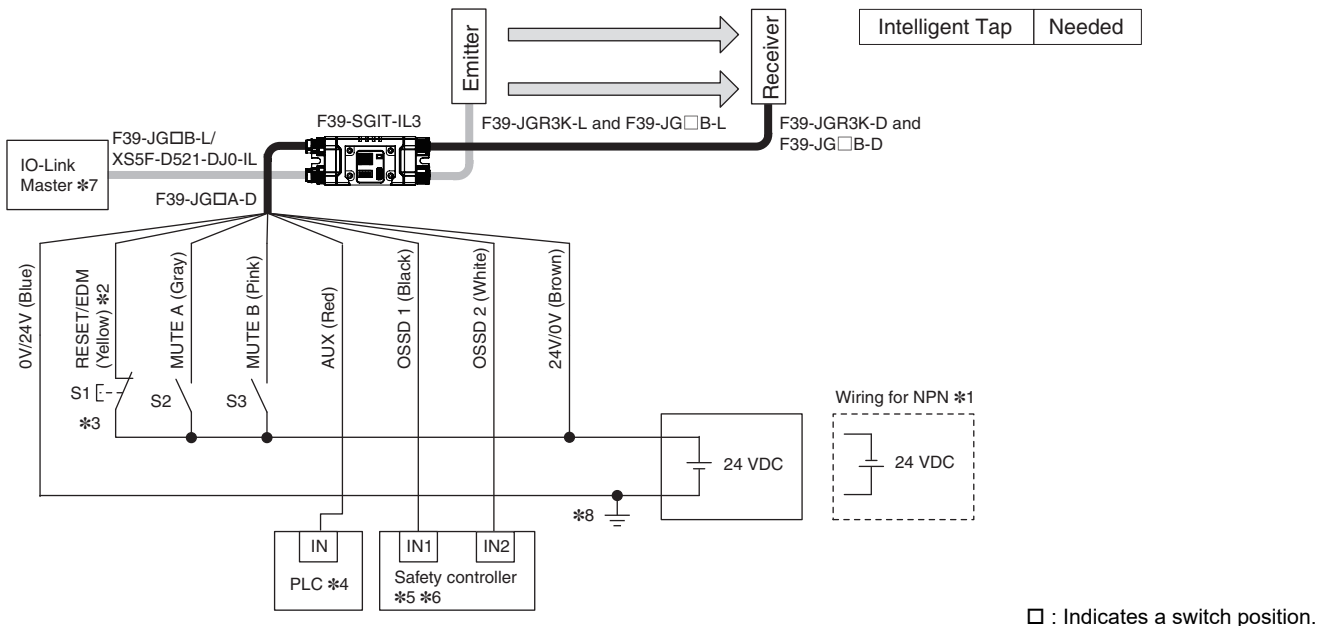 Emitter
Receiver
Intelligent Tap
Needed
F39-SGIT-IL3
F39-JGR3K-L and F39-JG□B-L
F39-JGR3K-D and
F39-JG□B-D
F39-JG□B-L/
XS5F-D521-DJ0-IL
IO-Link
Master *7
F39-JG□A-D
0V/24V (Blue)
RESET/EDM
(Yellow) *2
MUTE A (Gray)
MUTE B (Pink)
AUX (Red)
OSSD 1 (Black)
OSSD 2 (White)
24V/0V (Brown)
S1
*3
S2
S3
24 VDC
Wiring for NPN *1
24 VDC
*8
IN
PLC *4
IN1
IN2
Safety controller
*5 *6
□ : Indicates a switch position.